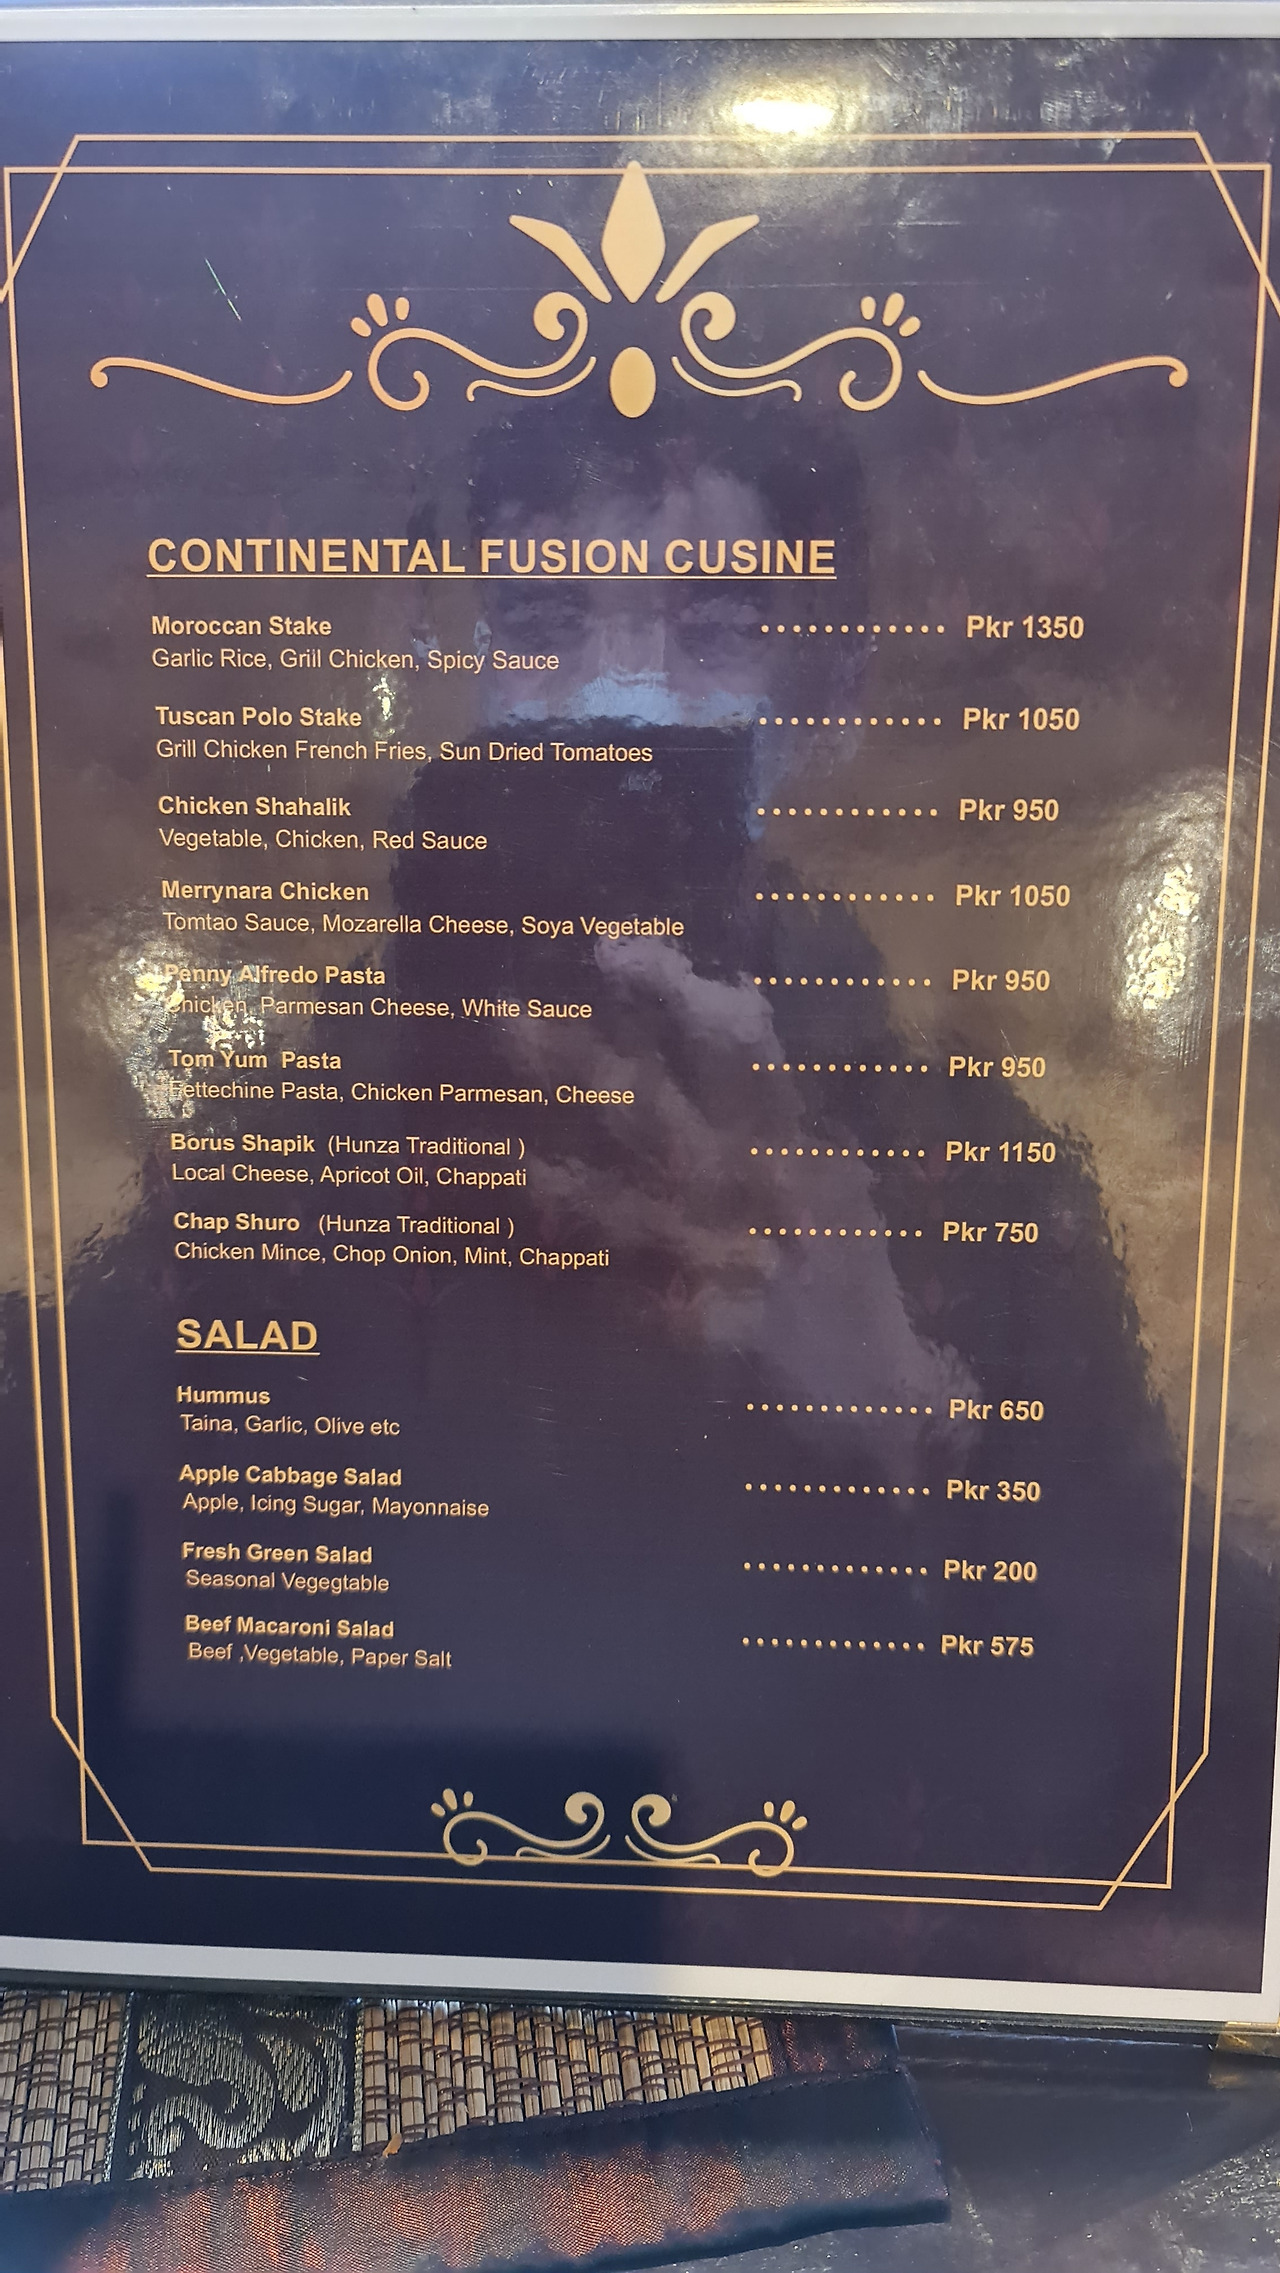 CONTINENTAL FUSION CUSINE
Moroccan Stake ............ Pkr 1350
Garlic Rice, Grill Chicken, Spicy Sauce
Tuscan Polo Stake ............ Pkr 1050
Grill Chicken French Fries, Sun Dried Tomatoes
Chicken Shahalik ............ Pkr 950
Vegetable, Chicken, Red Sauce
Merrynara Chicken ............ Pkr 1050
Tomtao Sauce, Mozarella Cheese, Soya Vegetable
Penny Alfredo Pasta ............ Pkr 950
Chicken, Parmesan Cheese, White Sauce
Tom Yum Pasta ............ Pkr 950
Fettechine Pasta, Chicken Parmesan, Cheese
Borus Shapik (Hunza Traditional ) ............ Pkr 1150
Local Cheese, Apricot Oil, Chappati
Chap Shuro (Hunza Traditional ) ............ Pkr 750
Chicken Mince, Chop Onion, Mint, Chappati
SALAD
Hummus ............. Pkr 650
Taina, Garlic, Olive etc
Apple Cabbage Salad ............. Pkr 350
Apple, Icing Sugar, Mayonnaise
Fresh Green Salad ............. Pkr 200
Seasonal Vegegtable
Beef Macaroni Salad ............. Pkr 575
Beef ,Vegetable, Paper Salt